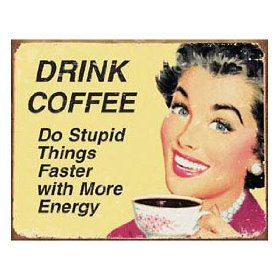 DRINK
COFFEE
Do Stupid
Things
Faster
with More
Energy